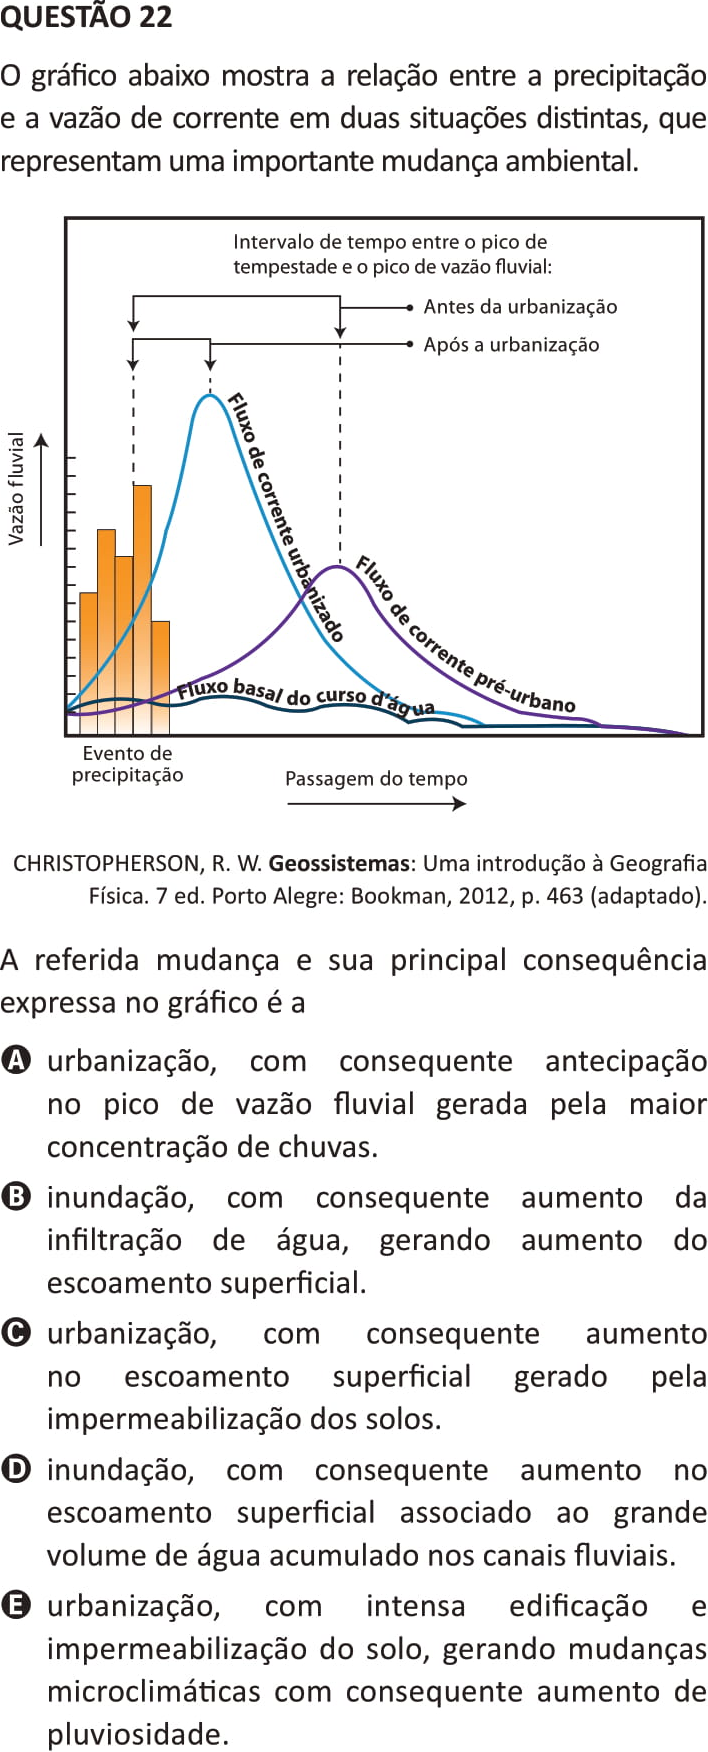 QUESTÃO 22
O gráfico abaixo mostra a relação entre a precipitação
e a vazão de corrente em duas situações distintas, que
representam uma importante mudança ambiental.
Intervalo de tempo entre o pico de
tempestade e o pico de vazão fluvial:
Antes da urbanização
Após a urbanização
Vazão fluvial
Fluxo de corrente urbanizado
Fluxo de corrente pré-urbano
Fluxo basal do curso d'água
Evento de
precipitação
Passagem do tempo
CHRISTOPHERSON, R. W. Geossistemas: Uma introdução à Geografia
Física. 7 ed. Porto Alegre: Bookman, 2012, p. 463 (adaptado).
A referida mudança e sua principal consequência
expressa no gráfico é a
A urbanização, com consequente antecipação
no pico de vazão fluvial gerada pela maior
concentração de chuvas.
B inundação, com consequente aumento da
infiltração de água, gerando aumento do
escoamento superficial.
C urbanização, com consequente aumento
no escoamento superficial gerado pela
impermeabilização dos solos.
D inundação, com consequente aumento no
escoamento superficial associado ao grande
volume de água acumulado nos canais fluviais.
E urbanização, com intensa edificação e
impermeabilização do solo, gerando mudanças
microclimáticas com consequente aumento de
pluviosidade.